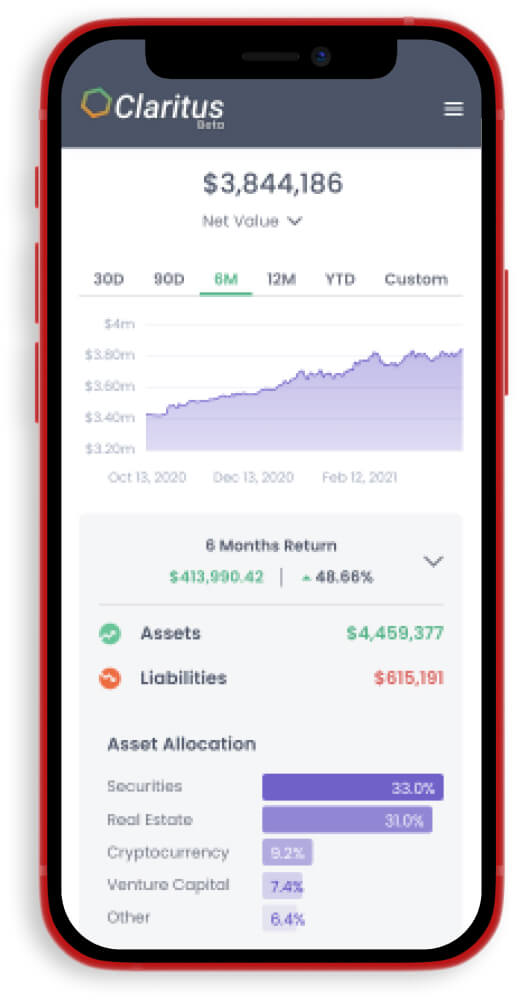 Claritus
Beta
$3,844,186
Net Value
30D 90D 6M 12M YTD Custom
$4m
$3.80m
$3.60m
$3.40m
$3.20m
Oct 13, 2020 Dec 13, 2020 Feb 12, 2021
6 Months Return
$413,990.42 | 48.66%
Assets $4,459,377
Liabilities $615,191
Asset Allocation
Securities 33.0%
Real Estate 31.0%
Cryptocurrency 9.2%
Venture Capital 7.4%
Other 6.4%